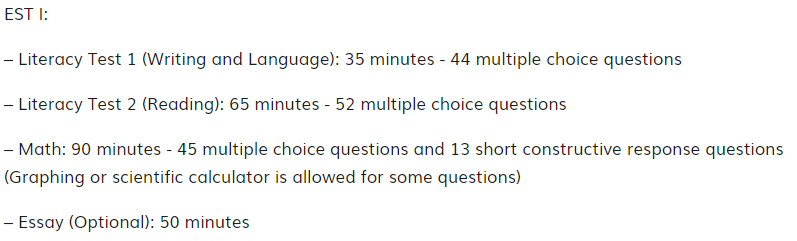 EST I:
– Literacy Test 1 (Writing and Language): 35 minutes - 44 multiple choice questions
– Literacy Test 2 (Reading): 65 minutes - 52 multiple choice questions
– Math: 90 minutes - 45 multiple choice questions and 13 short constructive response questions
(Graphing or scientific calculator is allowed for some questions)
– Essay (Optional): 50 minutes